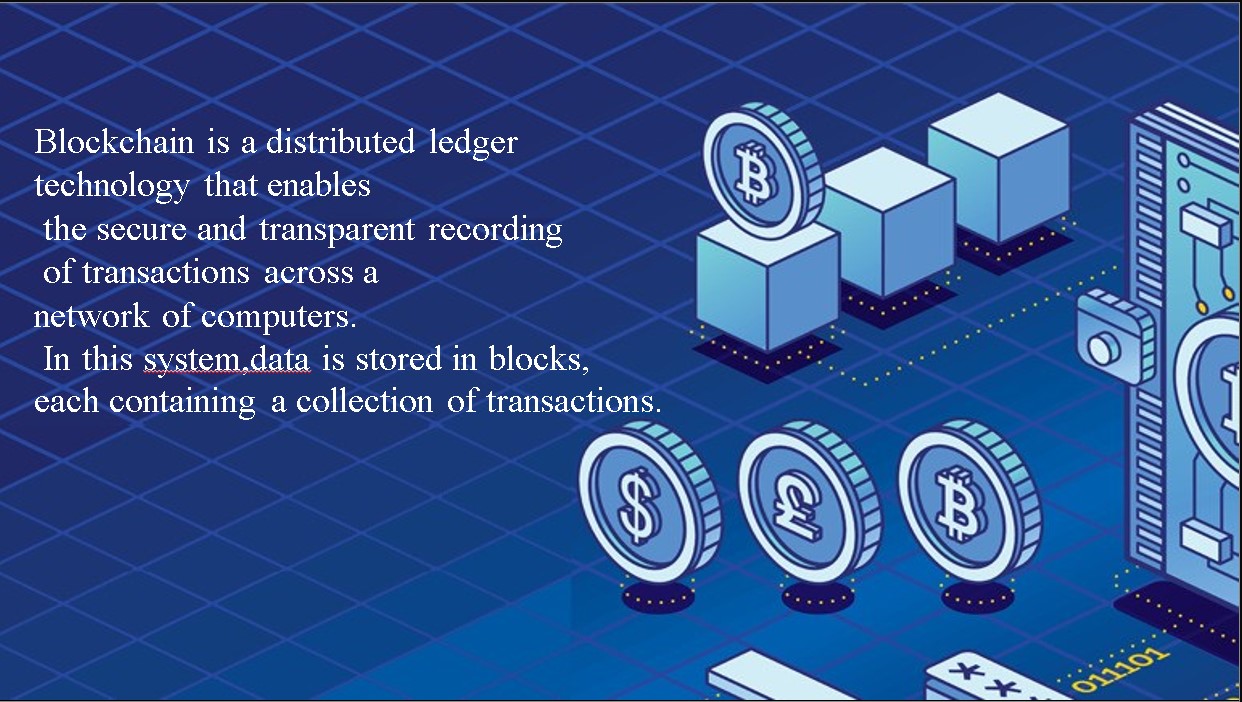 Blockchain is a distributed ledger
technology that enables
the secure and transparent recording
of transactions across a
network of computers.
In this system,data is stored in blocks,
each containing a collection of transactions.
₿
$
£
₿
**
011101